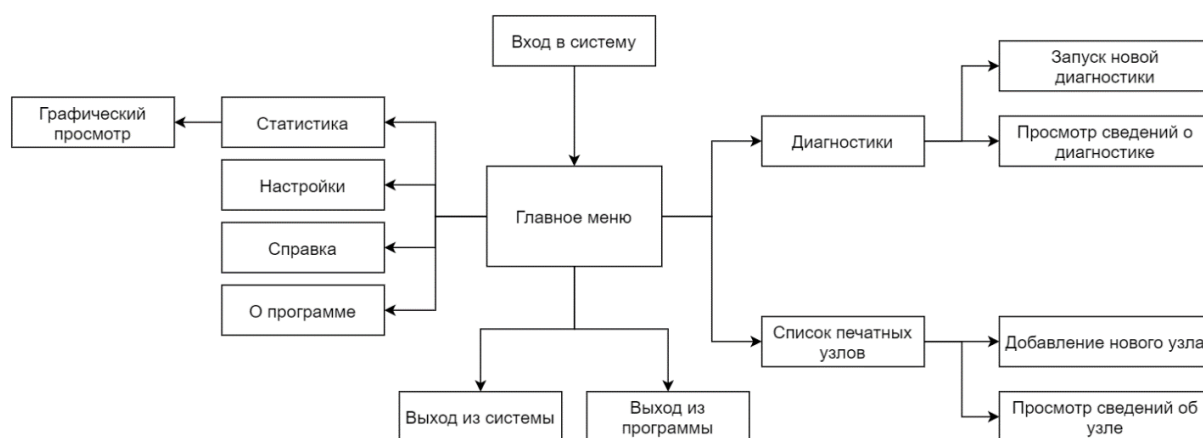 Вход в систему
Запуск новой
диагностики
Графический
просмотр
Статистика
Диагностики
Просмотр сведений о
диагностике
Настройки
Главное меню
Справка
О программе
Список печатных
узлов
Добавление нового узла
Выход из системы
Выход из
программы
Просмотр сведений об
узле